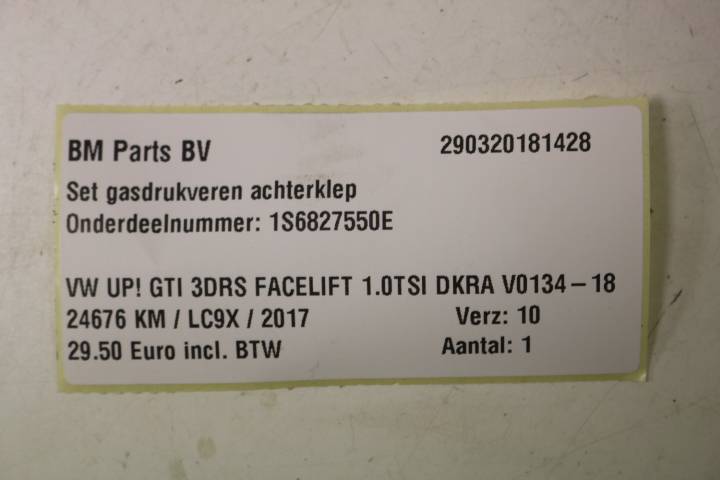 BM Parts BV 290320181428
Set gasdrukveren achterklep
Onderdeelnummer: 1S6827550E
VW UP! GTI 3DRS FACELIFT 1.0TSI DKRA V0134-18
24676 KM / LC9X / 2017 Verz: 10
29.50 Euro incl. BTW Aantal: 1